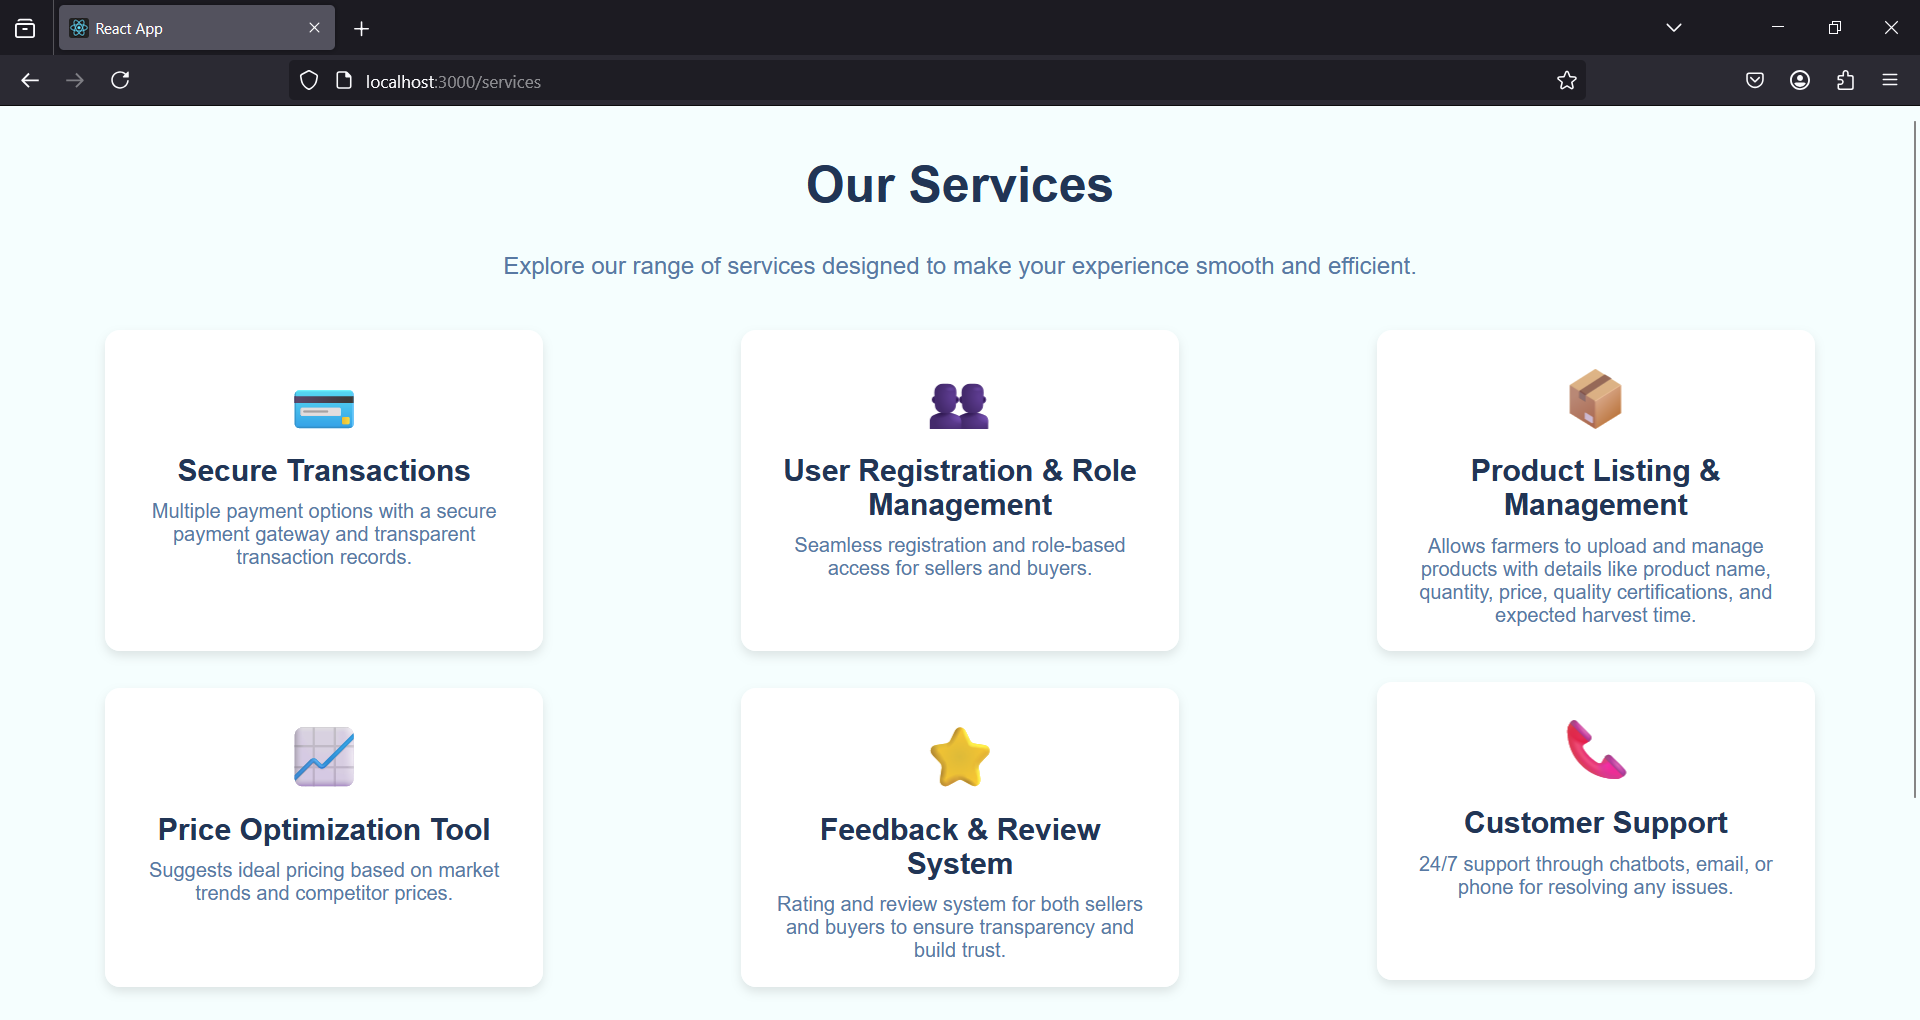 React App
localhost:3000/services
Our Services
Explore our range of services designed to make your experience smooth and efficient.
Secure Transactions
Multiple payment options with a secure
payment gateway and transparent
transaction records.
User Registration & Role
Management
Seamless registration and role-based
access for sellers and buyers.
Product Listing &
Management
Allows farmers to upload and manage
products with details like product name,
quantity, price, quality certifications, and
expected harvest time.
Price Optimization Tool
Suggests ideal pricing based on market
trends and competitor prices.
Feedback & Review
System
Rating and review system for both sellers
and buyers to ensure transparency and
build trust.
Customer Support
24/7 support through chatbots, email, or
phone for resolving any issues.